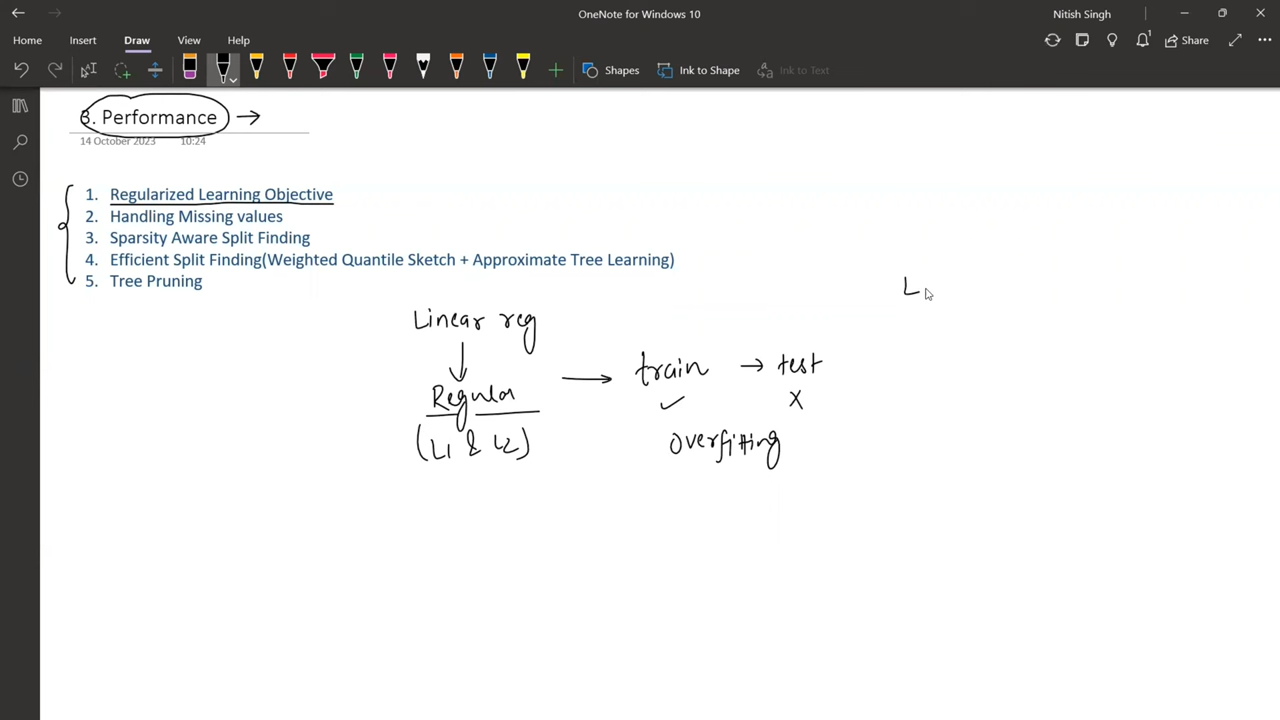 OneNote for Windows 10
Nitish Singh
Home Insert Draw View Help
Share
Shapes Ink to Shape Ink to Text
3. Performance →
14 October 2023 10:24
1. Regularized Learning Objective
2. Handling Missing values
3. Sparsity Aware Split Finding
4. Efficient Split Finding(Weighted Quantile Sketch + Approximate Tree Learning)
5. Tree Pruning
L
Linear reg
Regular → train → test
✓ X
(L1 & L2) overfitting